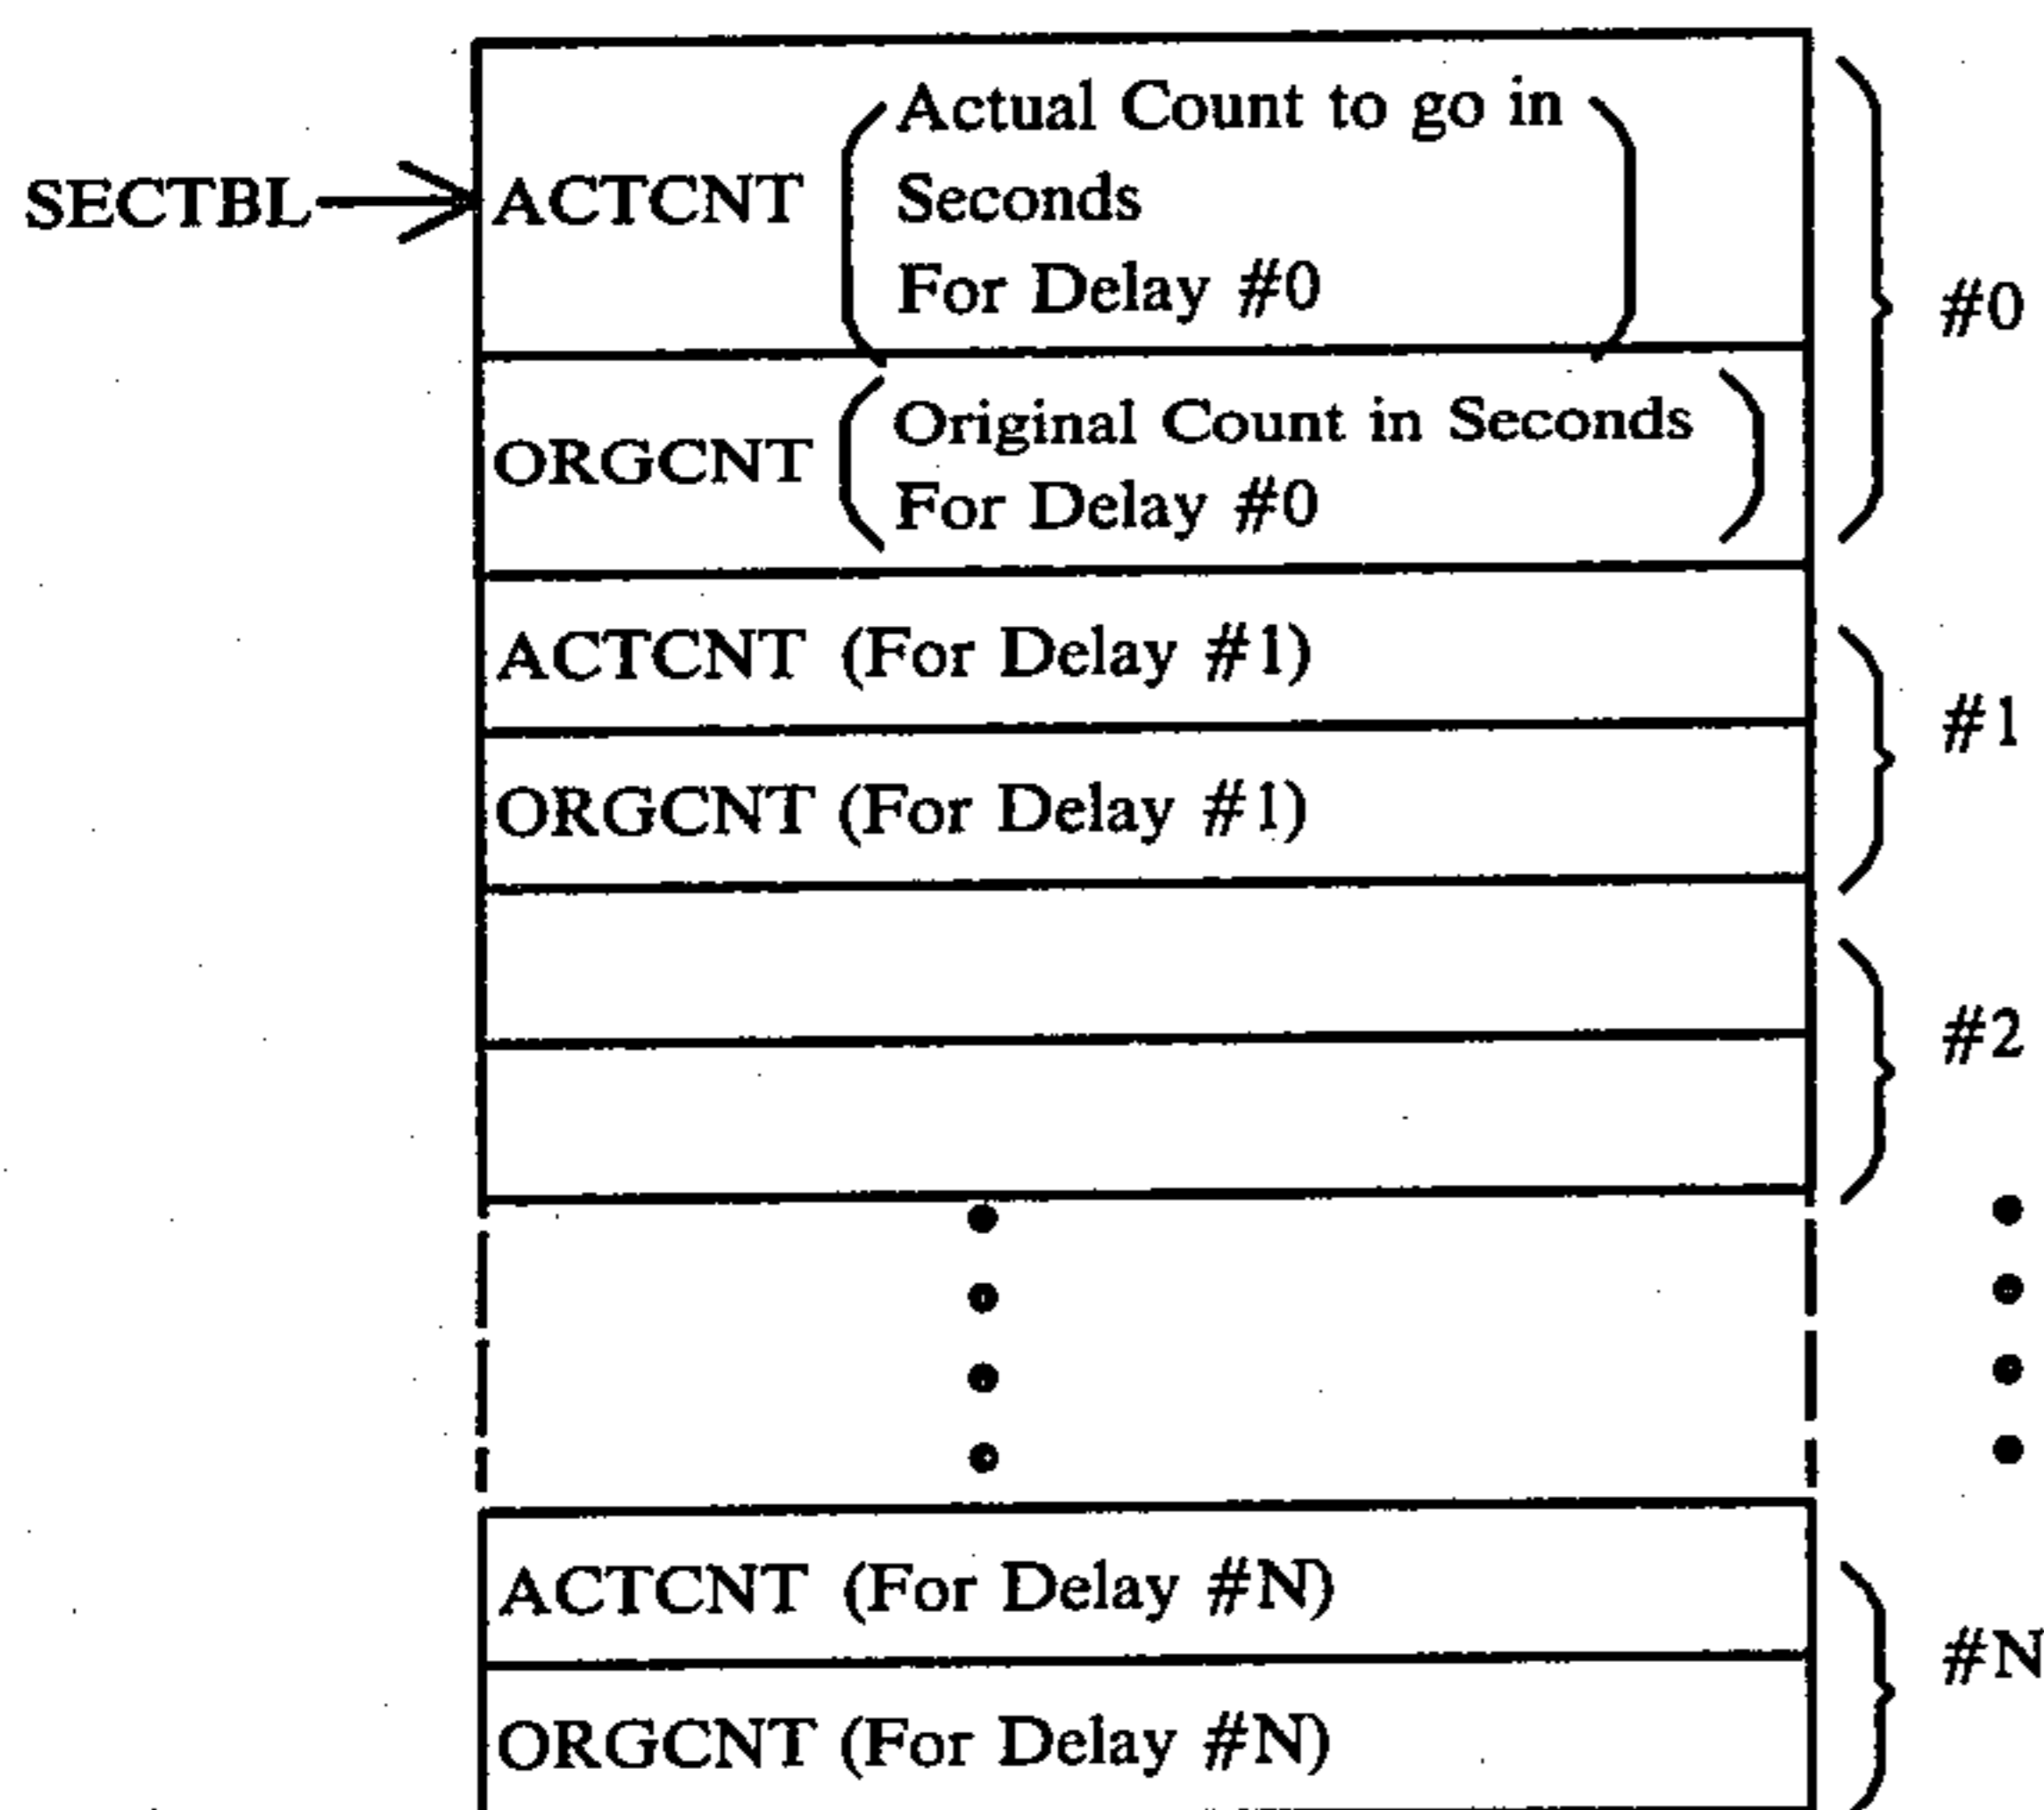 Actual Count to go in
SECTBL ACTCNT Seconds
For Delay #0
#0
Original Count in Seconds
ORGCNT
For Delay #0
ACTCNT (For Delay #1)
#1
ORGCNT (For Delay #1)
#2
ACTCNT (For Delay #N)
#N
ORGCNT (For Delay #N)